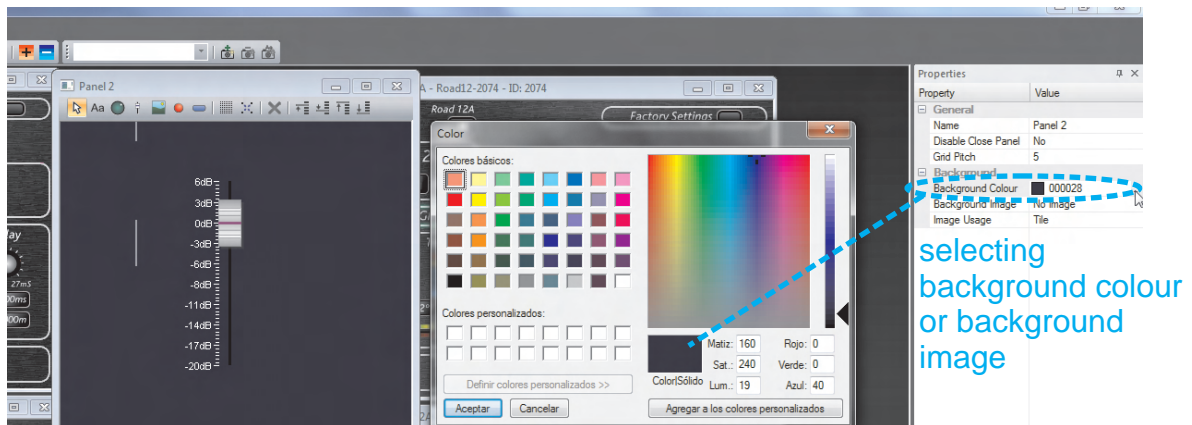 Panel 2
Aa
6dB
3dB
0dB
-3dB
-6dB
-8dB
-11dB
-14dB
-17dB
-20dB
lay
27mS
00ms
00m
A - Road12-2074 - ID: 2074
Road 12A
Factory Settings
Color
Colores básicos:
Colores personalizados:
Definir colores personalizados >>
Aceptar
Cancelar
Color|Sólido
Matiz: 160
Sat.: 240
Lum.: 19
Rojo: 0
Verde: 0
Azul: 40
Agregar a los colores personalizados
Properties
Property Value
General
Name Panel 2
Disable Close Panel No
Grid Pitch 5
Background
Background Colour 000028
Background Image No Image
Image Usage Tile
selecting
background colour
or background
image